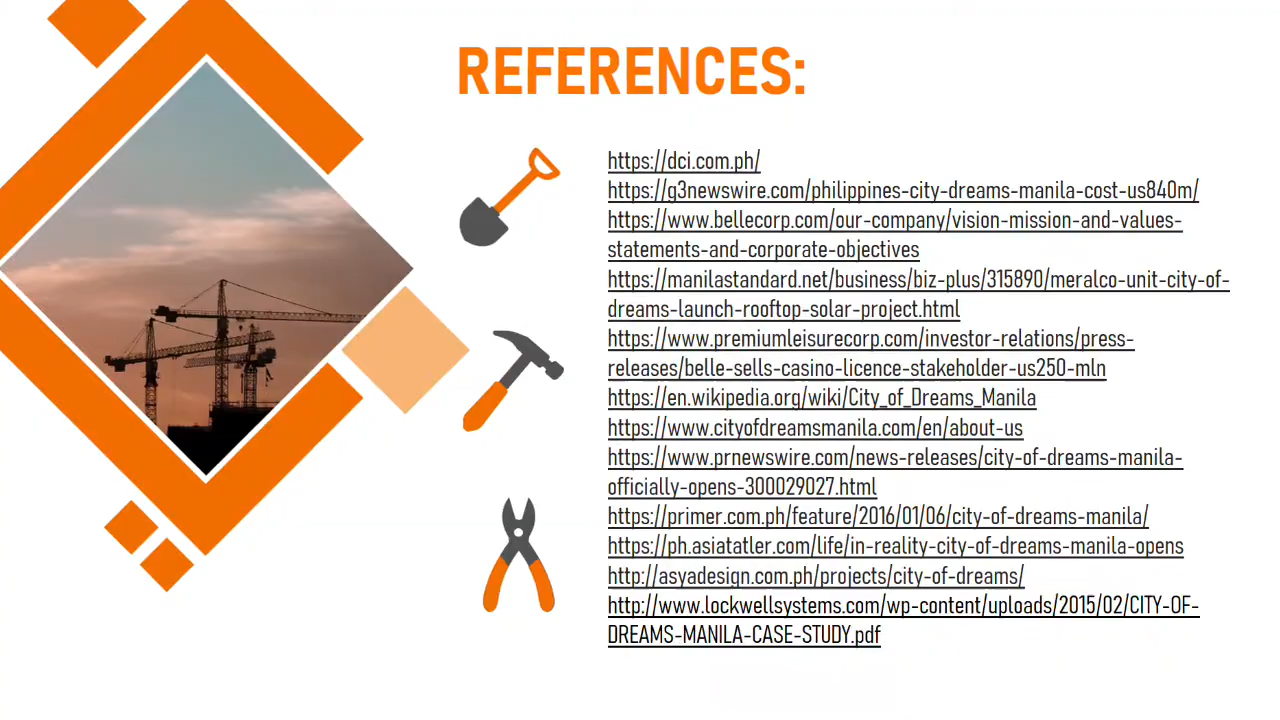 REFERENCES:
https://dci.com.ph/
https://g3newswire.com/philippines-city-dreams-manila-cost-us840m/
https://www.bellecorp.com/our-company/vision-mission-and-values-
statements-and-corporate-objectives
https://manilastandard.net/business/biz-plus/315890/meralco-unit-city-of-
dreams-launch-rooftop-solar-project.html
https://www.premiumleisurecorp.com/investor-relations/press-
releases/belle-sells-casino-licence-stakeholder-us250-mln
https://en.wikipedia.org/wiki/City_of_Dreams_Manila
https://www.cityofdreamsmanila.com/en/about-us
https://www.prnewswire.com/news-releases/city-of-dreams-manila-
officially-opens-300029027.html
https://primer.com.ph/feature/2016/01/06/city-of-dreams-manila/
https://ph.asiatatler.com/life/in-reality-city-of-dreams-manila-opens
http://asyadesign.com.ph/projects/city-of-dreams/
http://www.lockwellsystems.com/wp-content/uploads/2015/02/CITY-OF-
DREAMS-MANILA-CASE-STUDY.pdf